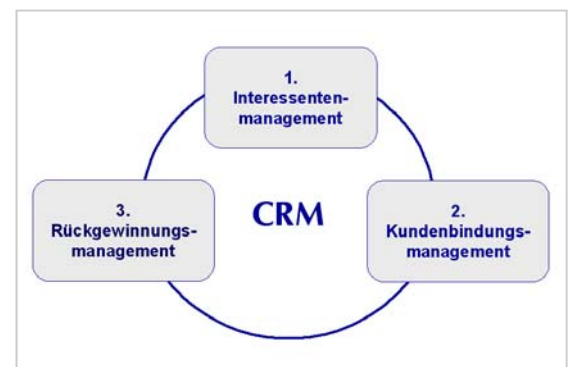 1.
Interessenten-
management
CRM
2.
Kundenbindungs-
management
3.
Rückgewinnungs-
management